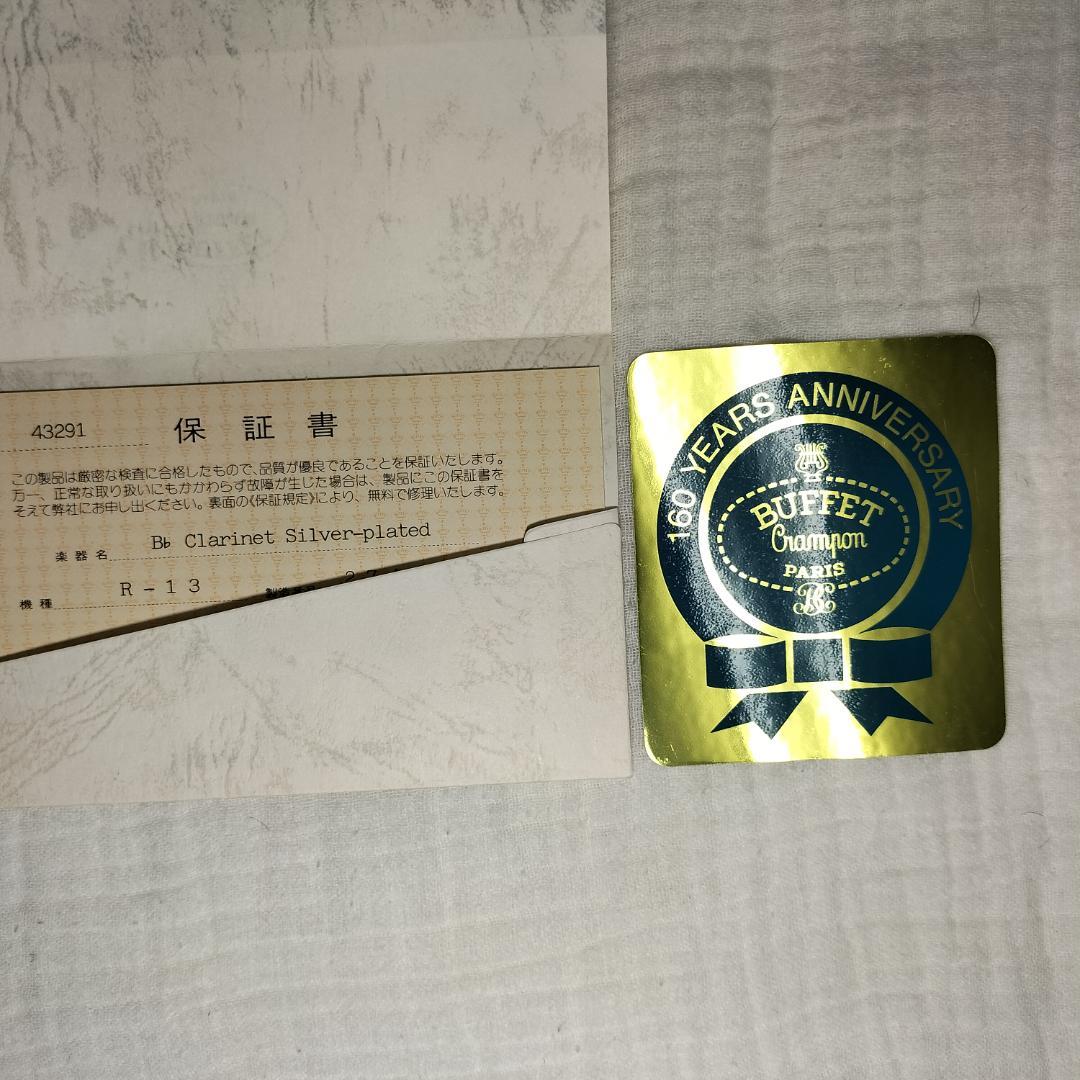 43291
保証書
この製品は厳密な検査に合格したもので、品質が優良であることを保証いたします。
万一、正常な取り扱いにもかかわらず故障が生じた場合は、製品にこの保証書を
そえて弊社にお申し出ください。裏面の〈保証規定〉により、無料で修理いたします。
楽器名 B♭ Clarinet Silver-plated
機種 R-13
160 YEARS ANNIVERSARY
BUFFET
Crampon
PARIS
BC